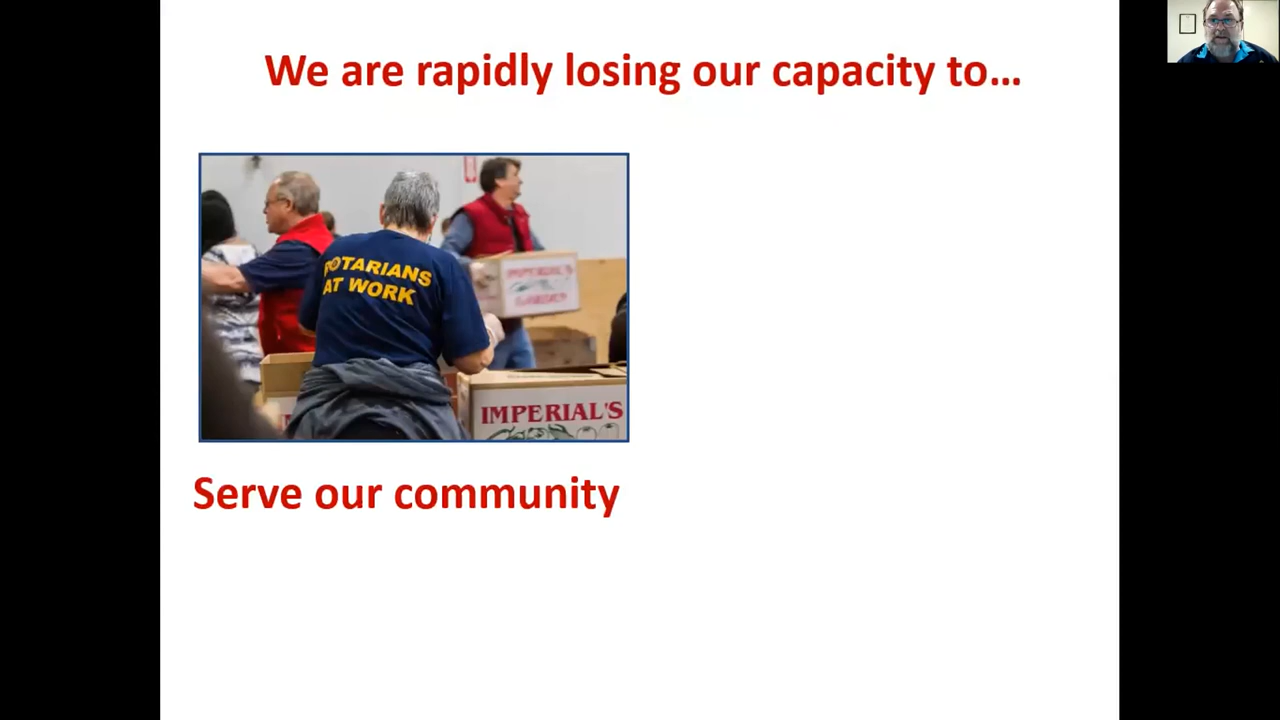 We are rapidly losing our capacity to...
ROTARIANS
AT WORK
IMPERIAL'S
IMPERIAL'S
Serve our community